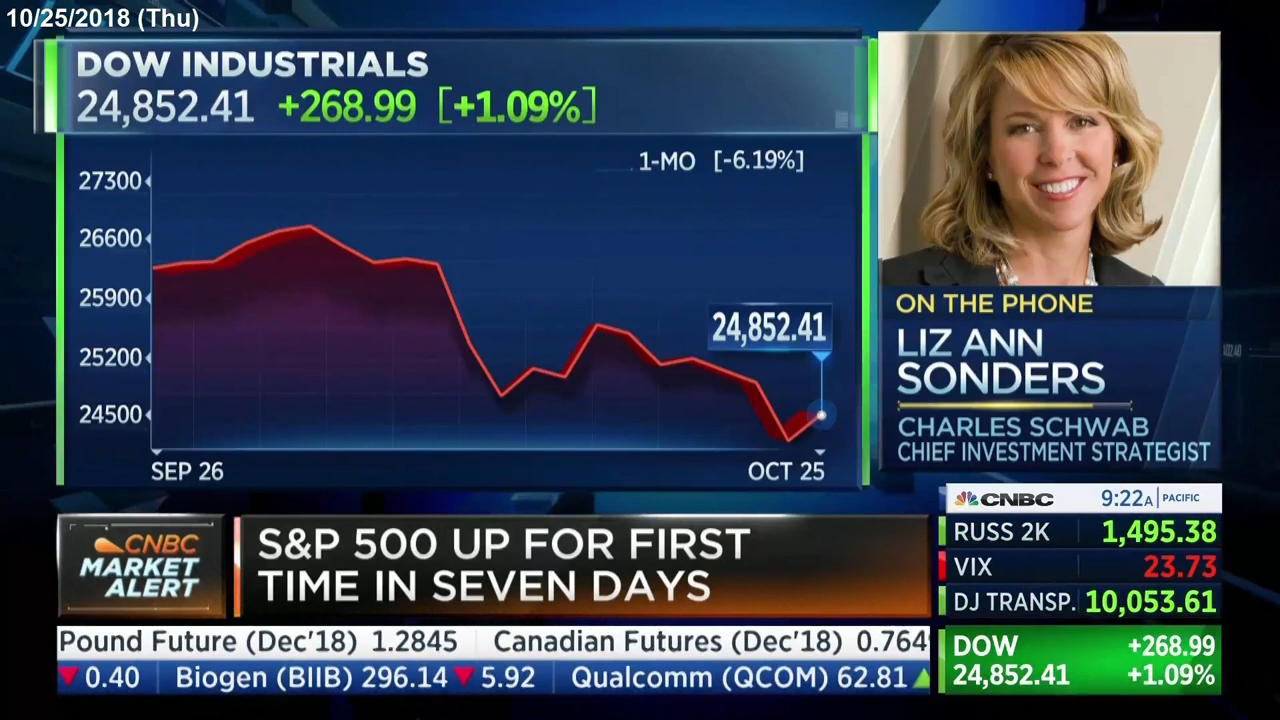 10/25/2018 (Thu)
DOW INDUSTRIALS
24,852.41 +268.99 [+1.09%]
1-MO [-6.19%]
27300
26600
25900
25200
24500
24,852.41
SEP 26
OCT 25
ON THE PHONE
LIZ ANN
SONDERS
CHARLES SCHWAB
CHIEF INVESTMENT STRATEGIST
CNBC 9:22A PACIFIC
RUSS 2K 1,495.38
VIX 23.73
DJ TRANSP. 10,053.61
DOW +268.99
24,852.41 +1.09%
CNBC
MARKET
ALERT
S&P 500 UP FOR FIRST
TIME IN SEVEN DAYS
Pound Future (Dec'18) 1.2845 Canadian Futures (Dec'18) 0.764
▼ 0.40 Biogen (BIIB) 296.14 ▼ 5.92 Qualcomm (QCOM) 62.81 ▲